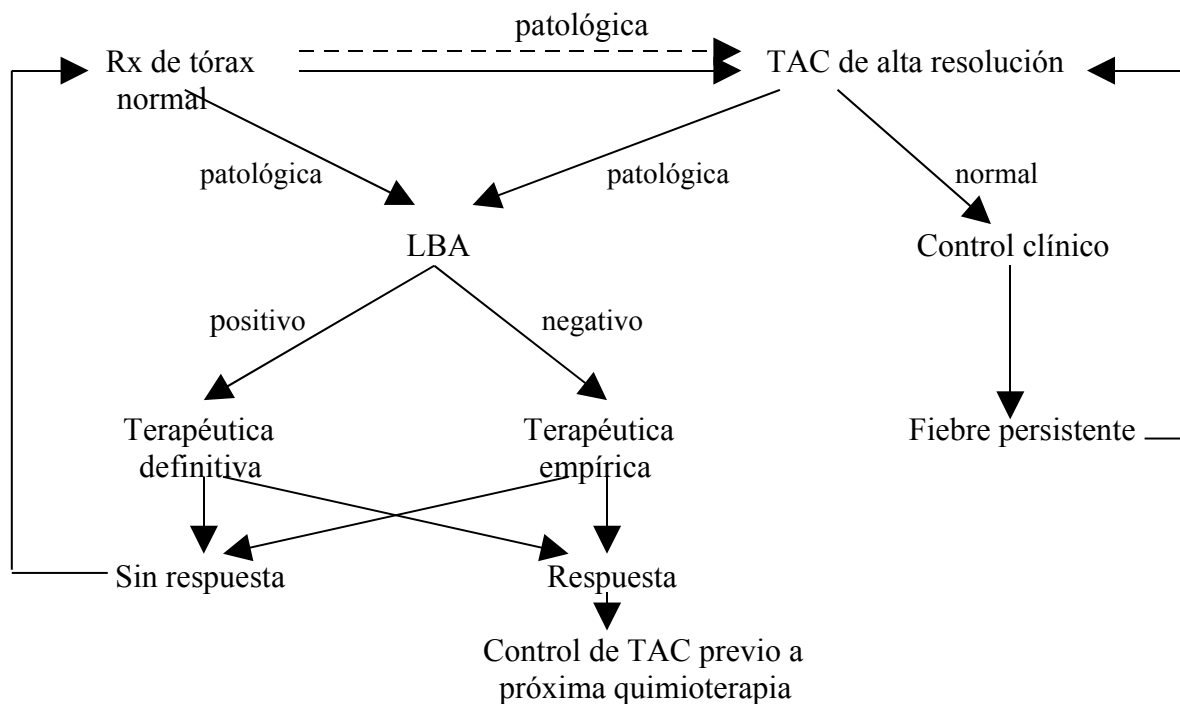 patológica
Rx de tórax
normal
TAC de alta resolución
patológica
patológica
normal
LBA
Control clínico
positivo
negativo
Terapéutica
definitiva
Terapéutica
empírica
Fiebre persistente
Sin respuesta
Respuesta
Control de TAC previo a
próxima quimioterapia